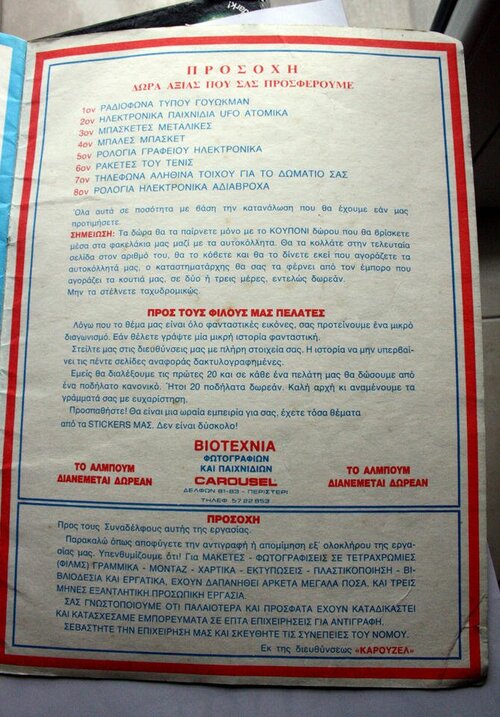 ark!
ΠΡΟΣΟΧΗ
ΔΩΡΑ ΑΞΙΑΣ ΠΟΥ ΣΑΣ ΠΡΟΣΦΕΡΟΥΜΕ
1ον ΡΑΔΙΟΦΩΝΑ ΤΥΠΟΥ ΓΟΥΩΚΜΑΝ
2ον ΗΛΕΚΤΡΟΝΙΚΑ ΠΑΙΧΝΙΔΙΑ UFO ΑΤΟΜΙΚΑ
3ον ΜΠΑΣΚΕΤΕΣ ΜΕΤΑΛΙΚΕΣ
4ον ΜΠΑΛΕΣ ΜΠΑΣΚΕΤ
5ον ΡΟΛΟΓΙΑ ΓΡΑΦΕΙΟΥ ΗΛΕΚΤΡΟΝΙΚΑ
6ον ΡΑΚΕΤΕΣ ΤΟΥ ΤΕΝΙΣ
7ον ΤΗΛΕΦΩΝΑ ΑΛΗΘΙΝΑ ΤΟΙΧΟΥ ΓΙΑ ΤΟ ΔΩΜΑΤΙΟ ΣΑΣ
8ον ΡΟΛΟΓΙΑ ΗΛΕΚΤΡΟΝΙΚΑ ΑΔΙΑΒΡΟΧΑ
Όλα αυτά σε ποσότητα με βάση την κατανάλωση που θα έχουμε εάν μας
προτιμήσετε.
ΣΗΜΕΙΩΣΗ: Τα δώρα θα τα παίρνετε μόνο με το ΚΟΥΠΟΝΙ δώρου που θα βρίσκετε
μέσα στα φακελάκια μας μαζί με τα αυτοκόλλητα. Θα τα κολλάτε στην τελευταία
σελίδα στον αριθμό του, θα το κόβετε και θα το δίνετε εκεί που αγοράζετε τα
αυτοκόλλητά μας, ο καταστηματάρχης θα σας τα φέρνει από τον έμπορο που
αγοράζει τα κουτιά μας, σε δύο ή τρεις μέρες, εντελώς δωρεάν.
Μην τα στέλνετε ταχυδρομικώς.
ΠΡΟΣ ΤΟΥΣ ΦΙΛΟΥΣ ΜΑΣ ΠΕΛΑΤΕΣ
Λόγω που το θέμα μας είναι όλο φανταστικές εικόνες, σας προτείνουμε ένα μικρό
διαγωνισμό. Εάν θέλετε γράψτε μία μικρή ιστορία φανταστική.
Στείλτε μας στις διευθύνσεις μας με πλήρη στοιχεία σας. Η ιστορία να μην υπερβαί-
νει τις πέντε σελίδες αναφοράς δακτυλογραφημένες.
Εμείς θα διαλέξουμε τις πρώτες 20 και σε κάθε ένα πελάτη μας θα δώσουμε από
ένα ποδήλατο κανονικό. Ήτοι 20 ποδήλατα δωρεάν. Καλή αρχή κι αναμένουμε τα
γράμματά σας με ευχαρίστηση.
Προσπαθήστε! Θα είναι μια ωραία εμπειρία για σας, έχετε τόσα θέματα
από τα STICKERS ΜΑΣ. Δεν είναι δύσκολο!
ΒΙΟΤΕΧΝΙΑ
ΦΩΤΟΓΡΑΦΙΩΝ
ΚΑΙ ΠΑΙΧΝΙΔΙΩΝ
CAROUSEL
ΔΕΛΦΩΝ 81-83 - ΠΕΡΙΣΤΕΡΙ
ΤΗΛΕΦ. 5722853
ΤΟ ΑΛΜΠΟΥΜ
ΔΙΑΝΕΜΕΤΑΙ ΔΩΡΕΑΝ
ΤΟ ΑΛΜΠΟΥΜ
ΔΙΑΝΕΜΕΤΑΙ ΔΩΡΕΑΝ
ΠΡΟΣΟΧΗ
Προς τους Συναδέλφους αυτής της εργασίας.
Παρακαλώ όπως αποφύγετε την αντιγραφή ή απομίμηση εξ' ολοκλήρου της εργα-
σίας μας. Υπενθυμίζουμε ότι! Για ΜΑΚΕΤΕΣ - ΦΩΤΟΓΡΑΦΙΣΕΙΣ ΣΕ ΤΕΤΡΑΧΡΩΜΙΕΣ
(ΦΙΛΜΣ) ΓΡΑΜΜΙΚΑ - ΜΟΝΤΑΖ - ΧΑΡΤΙΚΑ - ΕΚΤΥΠΩΣΕΙΣ - ΠΛΑΣΤΙΚΟΠΟΙΗΣΗ - ΒΙ-
ΒΛΙΟΔΕΣΙΑ ΚΑΙ ΕΡΓΑΤΙΚΑ, ΕΧΟΥΝ ΔΑΠΑΝΗΘΕΙ ΑΡΚΕΤΑ ΜΕΓΑΛΑ ΠΟΣΑ. ΚΑΙ ΤΡΕΙΣ
ΜΗΝΕΣ ΕΞΑΝΤΛΗΤΙΚΗ.ΠΡΟΣΩΠΙΚΗ ΕΡΓΑΣΙΑ.
ΣΑΣ ΓΝΩΣΤΟΠΟΙΟΥΜΕ ΟΤΙ ΠΑΛΑΙΟΤΕΡΑ ΚΑΙ ΠΡΟΣΦΑΤΑ ΕΧΟΥΝ ΚΑΤΑΔΙΚΑΣΤΕΙ
ΚΑΙ ΚΑΤΑΣΧΕΣΑΜΕ ΕΜΠΟΡΕΥΜΑΤΑ ΣΕ ΕΠΤΑ ΕΠΙΧΕΙΡΗΣΕΙΣ ΓΙΑ ΑΝΤΙΓΡΑΦΗ.
ΣΕΒΑΣΤΗΤΕ ΤΗΝ ΕΠΙΧΕΙΡΗΣΗ ΜΑΣ ΚΑΙ ΣΚΕΥΘΗΤΕ ΤΙΣ ΣΥΝΕΠΕΙΕΣ ΤΟΥ ΝΟΜΟΥ.
Εκ της διευθύνσεως «ΚΑΡΟΥΖΕΛ»